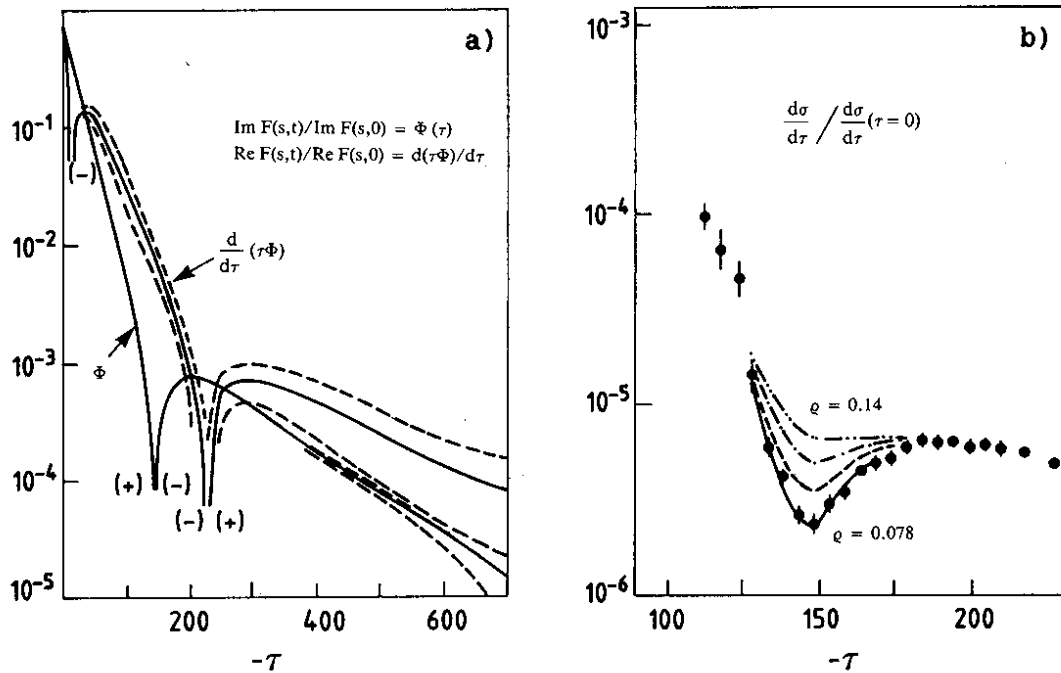 a)
Im F(s,t)/Im F(s,0) = Φ (τ)
Re F(s,t)/Re F(s,0) = d(τΦ)/dτ
10⁻¹
(-)
10⁻²
d
— (τΦ)
dτ
Φ
10⁻³
10⁻⁴
(+) (-)
(-) (+)
10⁻⁵
200 400 600
-τ
b)
10⁻³
dσ / dσ
— / — (τ = 0)
dτ / dτ
10⁻⁴
10⁻⁵
ϱ = 0.14
ϱ = 0.078
10⁻⁶
100 150 200
-τ